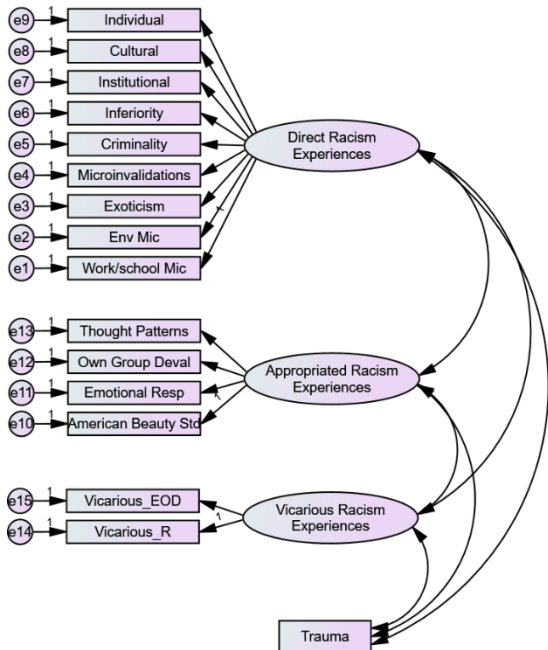 e9 1 Individual
e8 1 Cultural
e7 1 Institutional
e6 1 Inferiority
e5 1 Criminality
e4 1 Microinvalidations
e3 1 Exoticism
e2 1 Env Mic
e1 1 Work/school Mic
1
Direct Racism
Experiences
e13 1 Thought Patterns
e12 1 Own Group Deval
e11 1 Emotional Resp
e10 1 American Beauty Std
1
Appropriated Racism
Experiences
e15 1 Vicarious_EOD
e14 1 Vicarious_R
1
Vicarious Racism
Experiences
Trauma